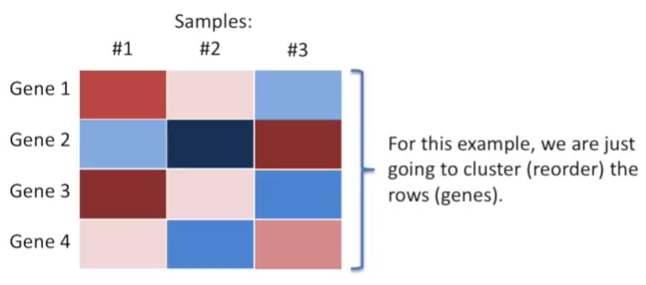 Samples:
#1 #2 #3
Gene 1
Gene 2
Gene 3
Gene 4
For this example, we are just
going to cluster (reorder) the
rows (genes).